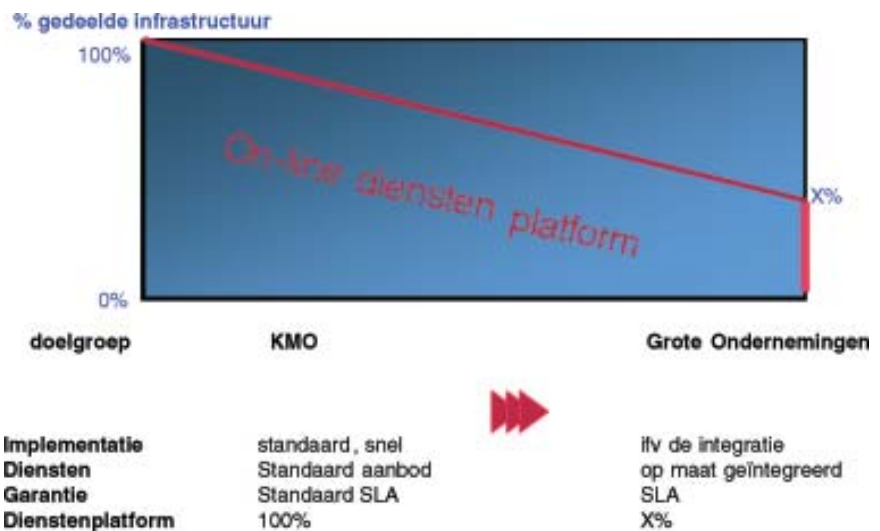 % gedeelde infrastructuur
100%
On-line diensten platform
X%
0%
doelgroep KMO Grote Ondernemingen
Implementatie standaard, snel ifv de integratie
Diensten Standaard aanbod op maat geïntegreerd
Garantie Standaard SLA SLA
Dienstenplatform 100% X%